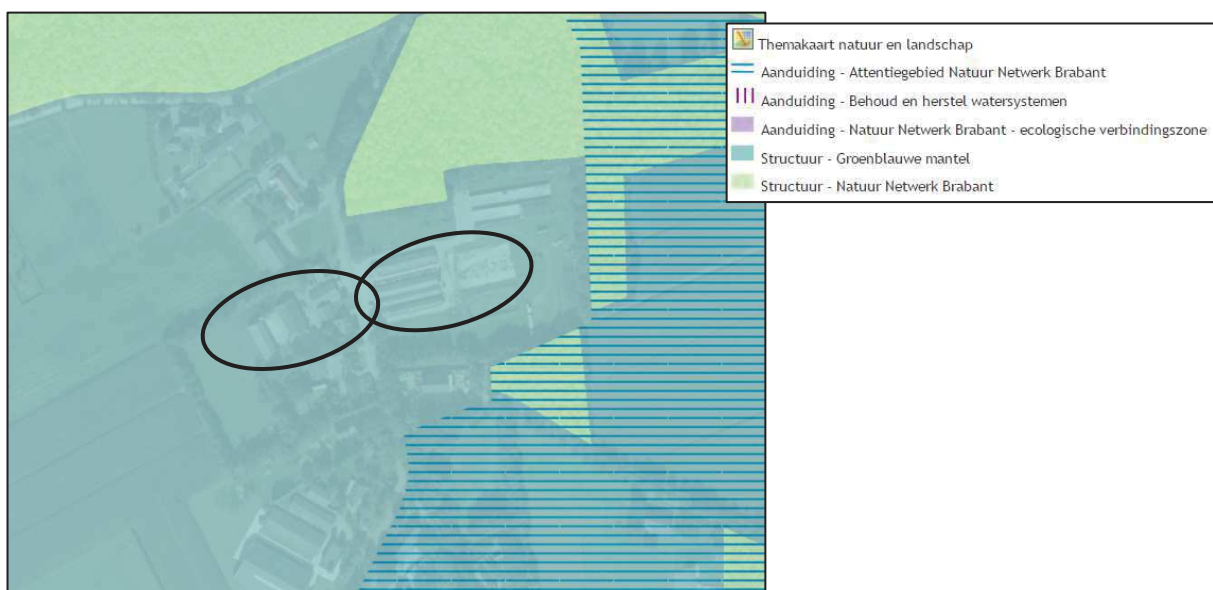 Themakaart natuur en landschap
Aanduiding - Attentiegebied Natuur Netwerk Brabant
Aanduiding - Behoud en herstel watersystemen
Aanduiding - Natuur Netwerk Brabant - ecologische verbindingszone
Structuur - Groenblauwe mantel
Structuur - Natuur Netwerk Brabant